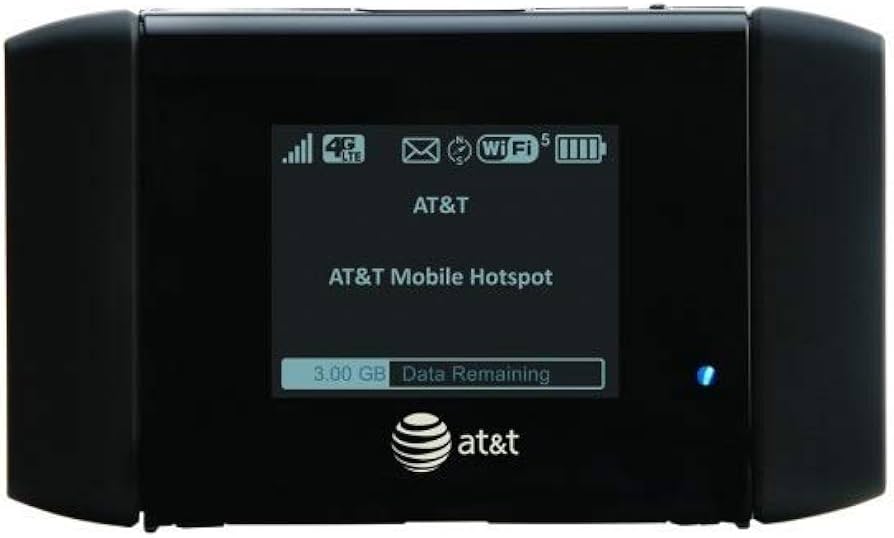 4G LTE N S WiFi 5
AT&T
AT&T Mobile Hotspot
3.00 GB Data Remaining
at&t